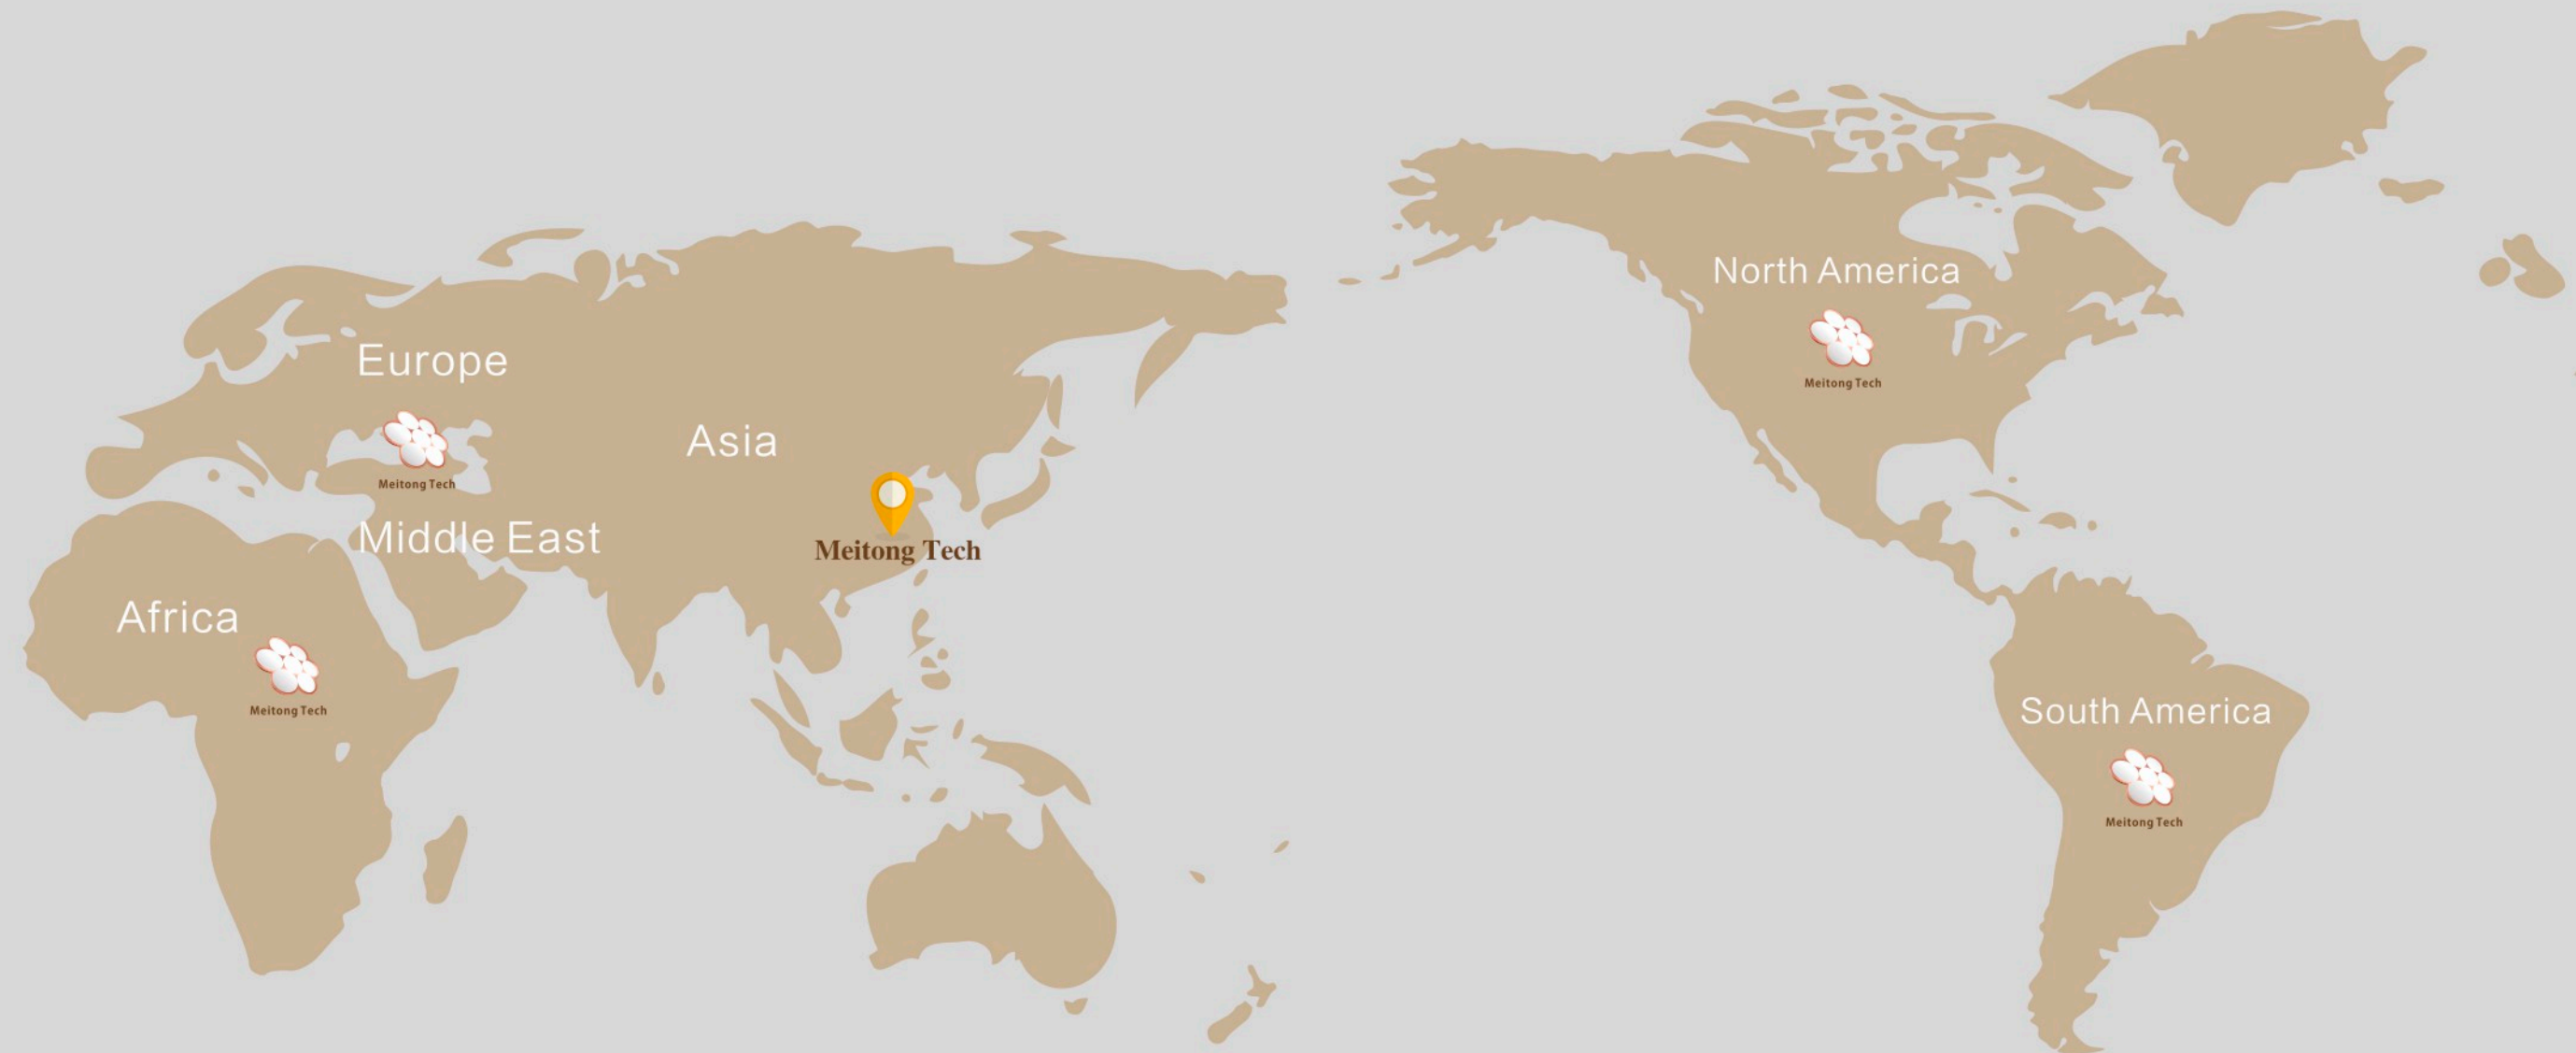 North America
Meitong Tech
Europe
Asia
Meitong Tech
Middle East
Meitong Tech
Africa
Meitong Tech
South America
Meitong Tech